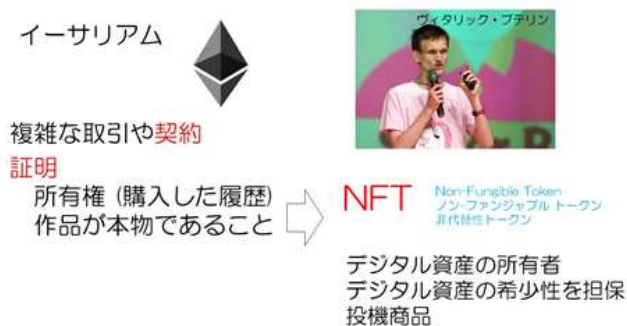 イーサリアム
ヴィタリック・ブテリン
複雑な取引や契約
証明
所有権（購入した履歴）
作品が本物であること
NFT
Non-Fungible Token
ノン-ファンジャブル トークン
非代替性トークン
デジタル資産の所有者
デジタル資産の希少性を担保
投機商品